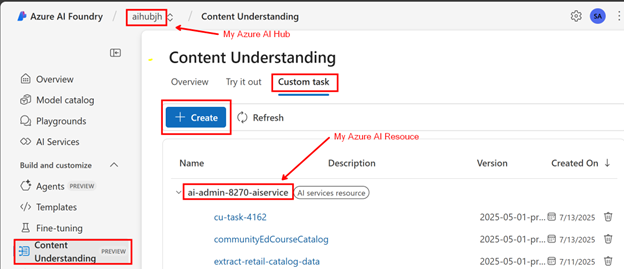 Azure AI Foundry / aihubjh / Content Understanding SA
My Azure AI Hub
Content Understanding
Overview Try it out Custom task
Overview
Model catalog
Playgrounds
AI Services
Build and customize
Agents PREVIEW
Templates
Fine-tuning
Content Understanding PREVIEW
+ Create Refresh
My Azure AI Resouce
Name Description Version Created On ↓
ai-admin-8270-aiservice AI services resource
cu-task-4162 2025-05-01-pr... 7/13/2025
communityEdCourseCatalog 2025-05-01-pr... 7/13/2025
extract-retail-catalog-data 2025-05-01-pr... 7/11/2025